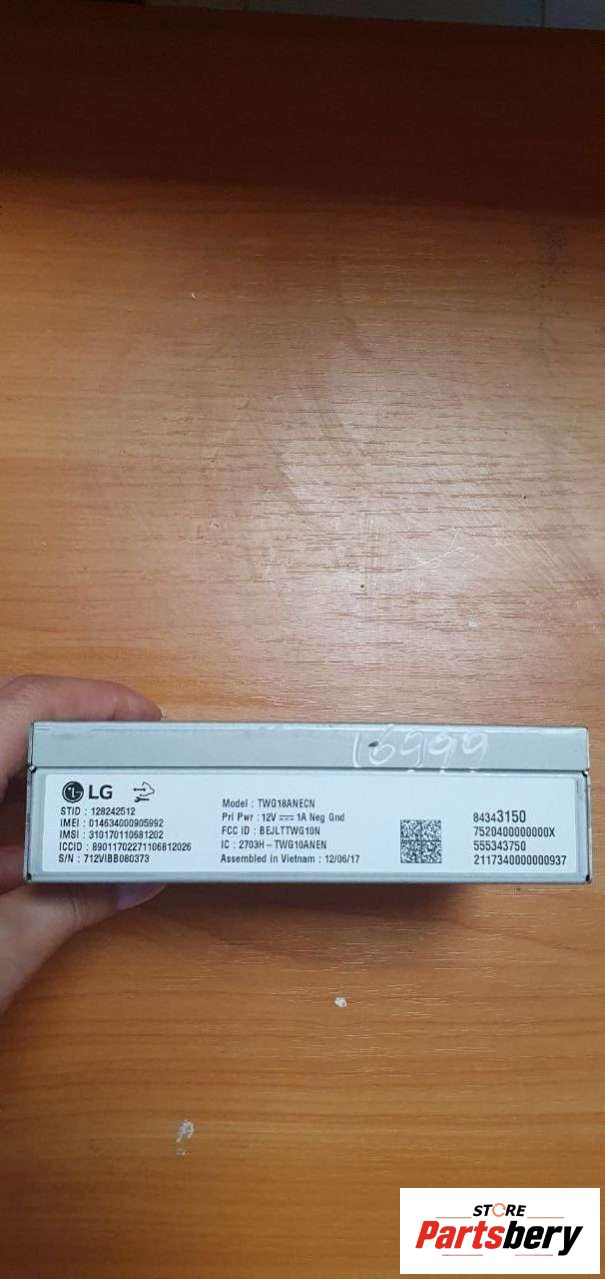 16999
LG
STID : 128242512
IMEI : 014634000905992
IMSI : 310170110681202
ICCID : 89011702271106812026
S/N : 712VIBB080373
Model : TWG18ANECN
Pri Pwr : 12V ⎓ 1A Neg Gnd
FCC ID : BEJLTTWG10N
IC : 2703H – TWG10ANEN
Assembled in Vietnam : 12/06/17
84343150
7520400000000X
555343750
2117340000000937
STORE
Partsbery